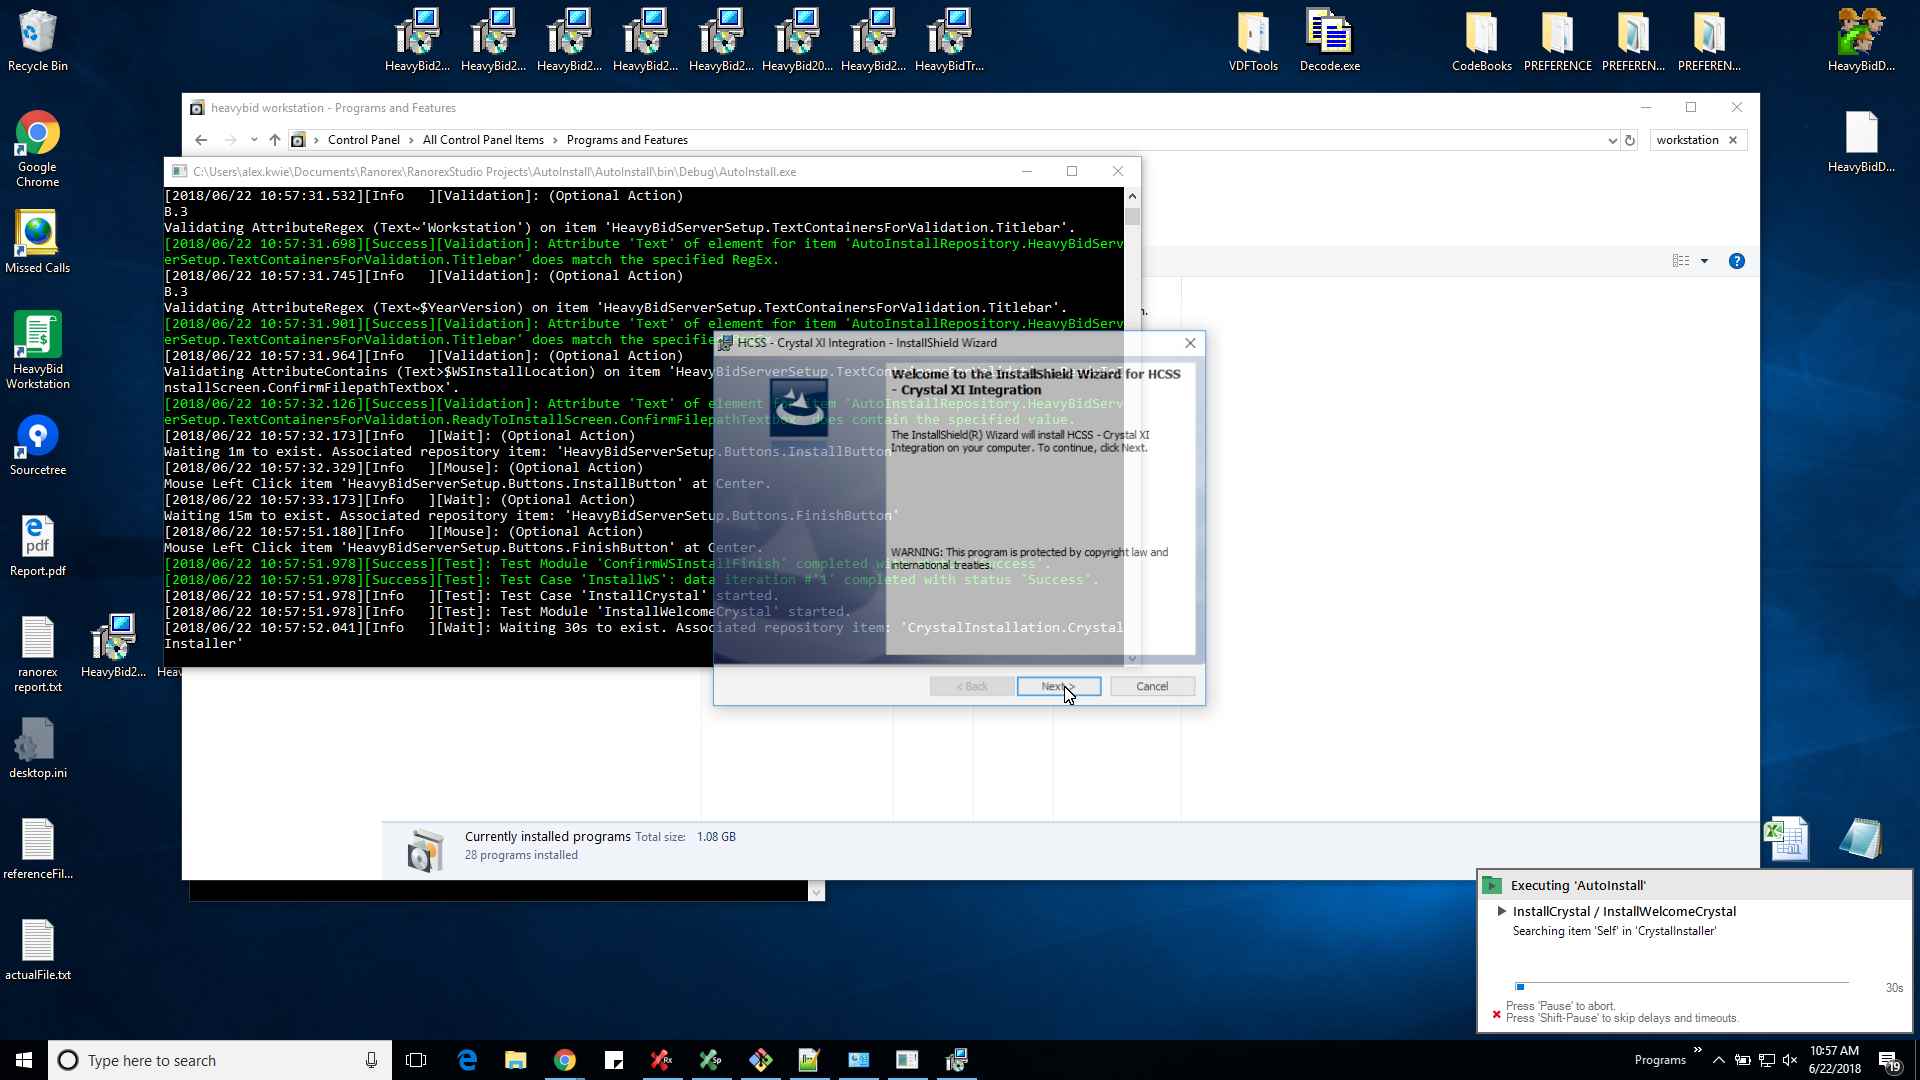 Recycle Bin
HeavyBid2...
HeavyBid2...
HeavyBid2...
HeavyBid2...
HeavyBid2...
HeavyBid20...
HeavyBid2...
HeavyBidTr...
VDFTools
Decode.exe
CodeBooks
PREFERENCE
PREFEREN...
PREFEREN...
HeavyBidD...
Google
Chrome
Missed Calls
HeavyBid
Workstation
Sourcetree
pdf
Report.pdf
ranorex
report.txt
HeavyBid2...
Hea
desktop.ini
referenceFil...
actualFile.txt
HeavyBidD...
heavybid workstation - Programs and Features
Control Panel > All Control Panel Items > Programs and Features
workstation
C:\Users\alex.kwie\Documents\Ranorex\RanorexStudio Projects\AutoInstall\AutoInstall\bin\Debug\AutoInstall.exe
[2018/06/22 10:57:31.532][Info   ][Validation]: (Optional Action)
B.3
Validating AttributeRegex (Text~'Workstation') on item 'HeavyBidServerSetup.TextContainersForValidation.Titlebar'.
[2018/06/22 10:57:31.698][Success][Validation]: Attribute 'Text' of element for item 'AutoInstallRepository.HeavyBidServ
erSetup.TextContainersForValidation.Titlebar' does match the specified RegEx.
[2018/06/22 10:57:31.745][Info   ][Validation]: (Optional Action)
B.3
Validating AttributeRegex (Text~$YearVersion) on item 'HeavyBidServerSetup.TextContainersForValidation.Titlebar'.
[2018/06/22 10:57:31.901][Success][Validation]: Attribute 'Text' of element for item 'AutoInstallRepository.HeavyBidServ
erSetup.TextContainersForValidation.Titlebar' does match the specifie
[2018/06/22 10:57:31.964][Info   ][Validation]: (Optional Action)
Validating AttributeContains (Text>$WSInstallLocation) on item 'HeavyBidServerSetup.TextCon
nstallScreen.ConfirmFilepathTextbox'.
[2018/06/22 10:57:32.126][Success][Validation]: Attribute 'Text' of element for item 'AutoInstallRepository.HeavyBidServ
erSetup.TextContainersForValidation.ReadyToInstallScreen.ConfirmFilepathTextbox' does contain the specified value.
[2018/06/22 10:57:32.173][Info   ][Wait]: (Optional Action)
Waiting 1m to exist. Associated repository item: 'HeavyBidServerSetup.Buttons.InstallButton'
[2018/06/22 10:57:32.329][Info   ][Mouse]: (Optional Action)
Mouse Left Click item 'HeavyBidServerSetup.Buttons.InstallButton' at Center.
[2018/06/22 10:57:33.173][Info   ][Wait]: (Optional Action)
Waiting 15m to exist. Associated repository item: 'HeavyBidServerSetup.Buttons.FinishButton'
[2018/06/22 10:57:51.180][Info   ][Mouse]: (Optional Action)
Mouse Left Click item 'HeavyBidServerSetup.Buttons.FinishButton' at Center.
[2018/06/22 10:57:51.978][Success][Test]: Test Module 'ConfirmWSInstallFinish' completed with status 'Success'.
[2018/06/22 10:57:51.978][Success][Test]: Test Case 'InstallWS': data iteration #'1' completed with status 'Success'.
[2018/06/22 10:57:51.978][Info   ][Test]: Test Case 'InstallCrystal' started.
[2018/06/22 10:57:51.978][Info   ][Test]: Test Module 'InstallWelcomeCrystal' started.
[2018/06/22 10:57:52.041][Info   ][Wait]: Waiting 30s to exist. Associated repository item: 'CrystalInstallation.Crystal
Installer'
HCSS - Crystal XI Integration - InstallShield Wizard
Welcome to the InstallShield Wizard for HCSS
- Crystal XI Integration
The InstallShield(R) Wizard will install HCSS - Crystal XI
Integration on your computer. To continue, click Next.
WARNING: This program is protected by copyright law and
international treaties.
< Back
Next >
Cancel
Currently installed programs Total size: 1.08 GB
28 programs installed
Executing 'AutoInstall'
InstallCrystal / InstallWelcomeCrystal
Searching item 'Self' in 'CrystalInstaller'
30s
Press 'Pause' to abort.
Press 'Shift-Pause' to skip delays and timeouts.
Type here to search
Programs
10:57 AM
6/22/2018
19